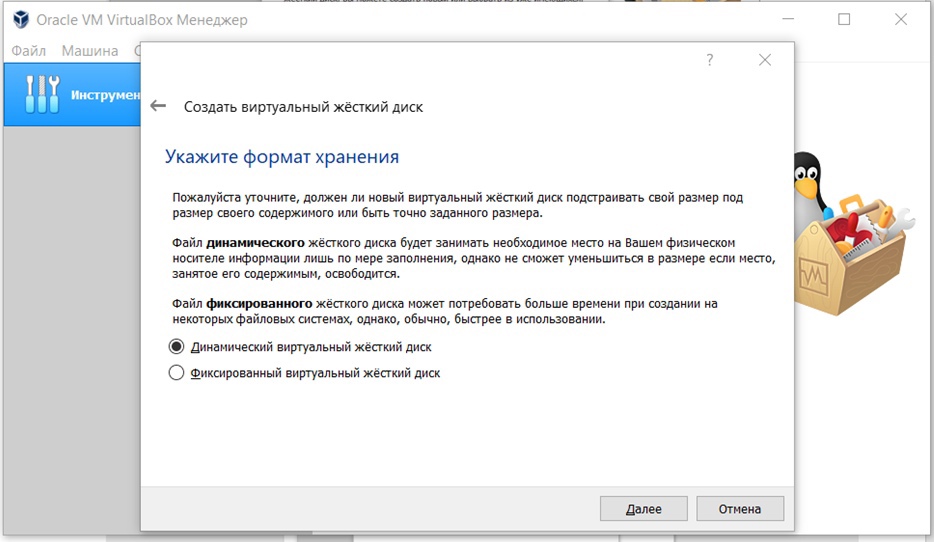 Oracle VM VirtualBox Менеджер
Файл Машина
?
Инструмен
Создать виртуальный жёсткий диск
Укажите формат хранения
Пожалуйста уточните, должен ли новый виртуальный жёсткий диск подстраивать свой размер под
размер своего содержимого или быть точно заданного размера.
Файл динамического жёсткого диска будет занимать необходимое место на Вашем физическом
носителе информации лишь по мере заполнения, однако не сможет уменьшиться в размере если место,
занятое его содержимым, освободится.
Файл фиксированного жёсткого диска может потребовать больше времени при создании на
некоторых файловых системах, однако, обычно, быстрее в использовании.
Динамический виртуальный жёсткий диск
Фиксированный виртуальный жёсткий диск
Далее Отмена